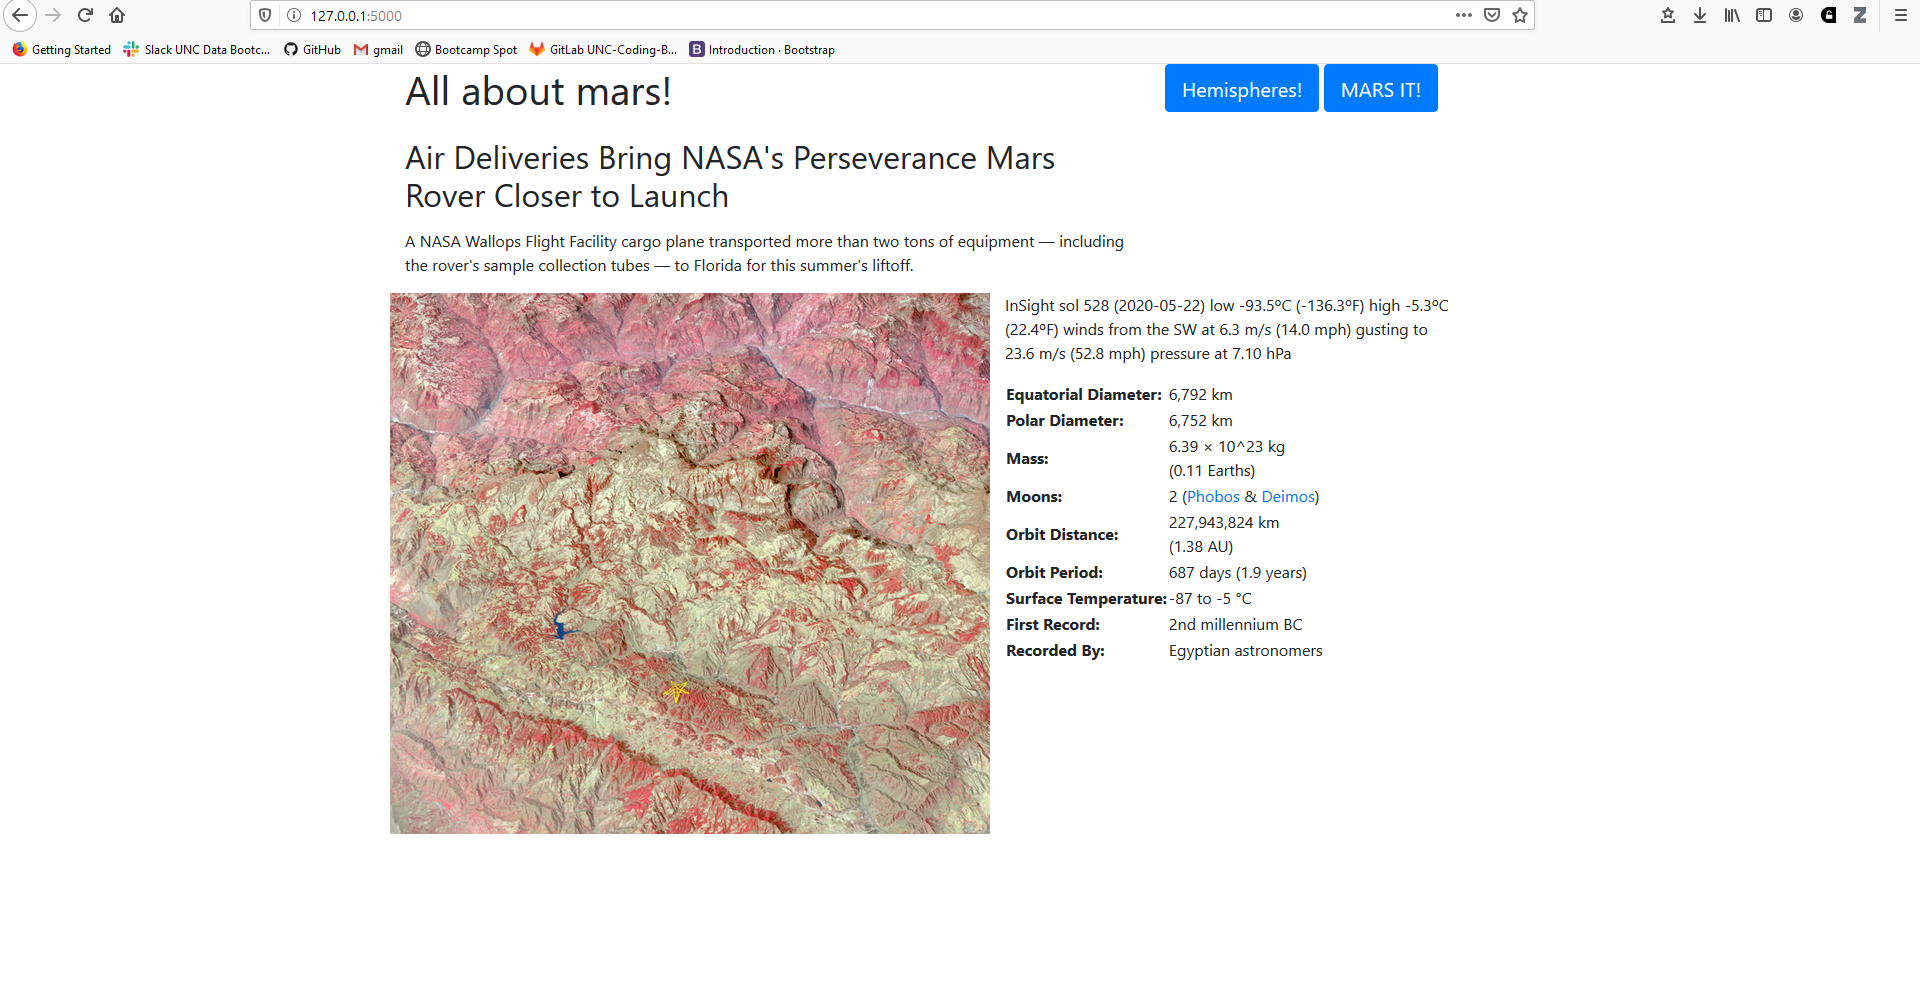 127.0.0.1:5000
Getting Started
Slack UNC Data Bootc...
GitHub
gmail
Bootcamp Spot
GitLab UNC-Coding-B...
B
Introduction · Bootstrap
All about mars!
Hemispheres!
MARS IT!
Air Deliveries Bring NASA's Perseverance Mars
Rover Closer to Launch
A NASA Wallops Flight Facility cargo plane transported more than two tons of equipment — including
the rover's sample collection tubes — to Florida for this summer's liftoff.
InSight sol 528 (2020-05-22) low -93.5ºC (-136.3ºF) high -5.3ºC
(22.4ºF) winds from the SW at 6.3 m/s (14.0 mph) gusting to
23.6 m/s (52.8 mph) pressure at 7.10 hPa
Equatorial Diameter: 6,792 km
Polar Diameter: 6,752 km
Mass: 6.39 × 10^23 kg
(0.11 Earths)
Moons: 2 (Phobos & Deimos)
Orbit Distance: 227,943,824 km
(1.38 AU)
Orbit Period: 687 days (1.9 years)
Surface Temperature: -87 to -5 °C
First Record: 2nd millennium BC
Recorded By: Egyptian astronomers